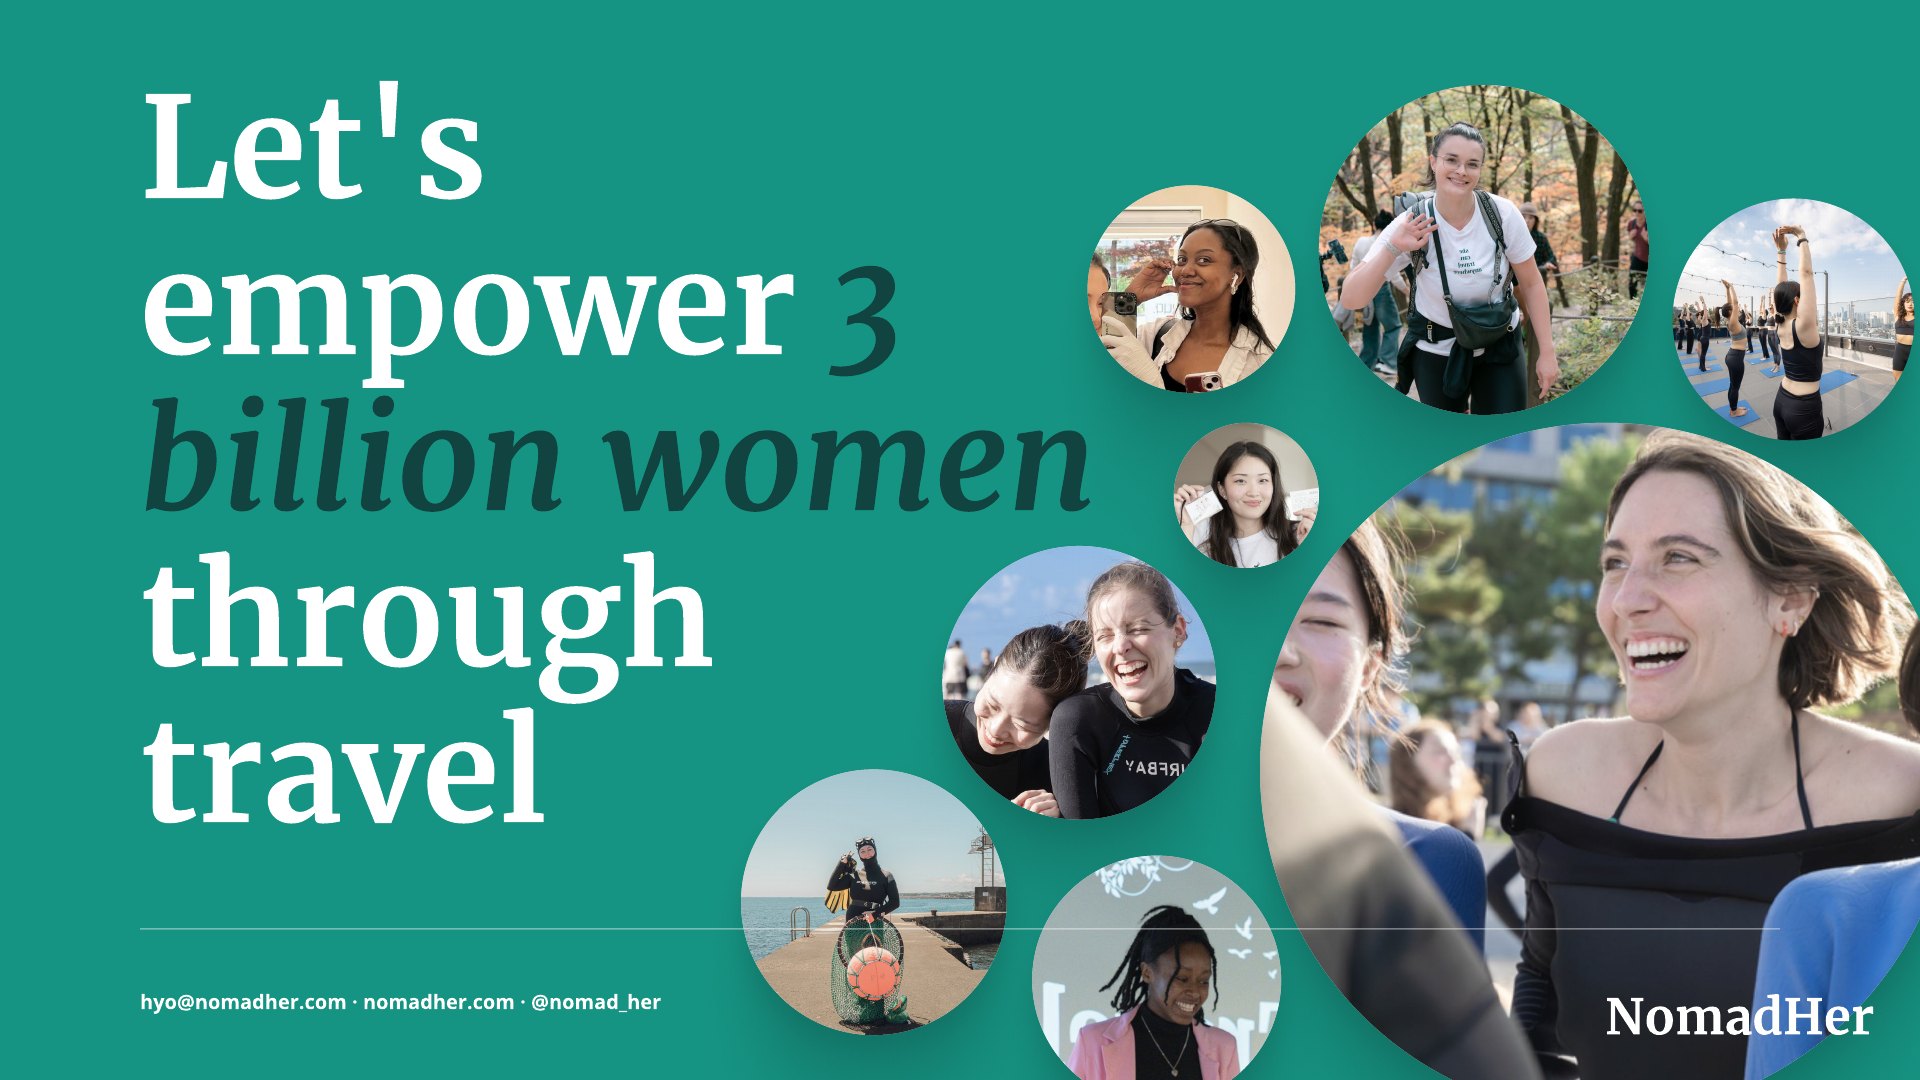 Let's
empower 3
billion women
through
travel
hyo@nomadher.com · nomadher.com · @nomad_her
NomadHer